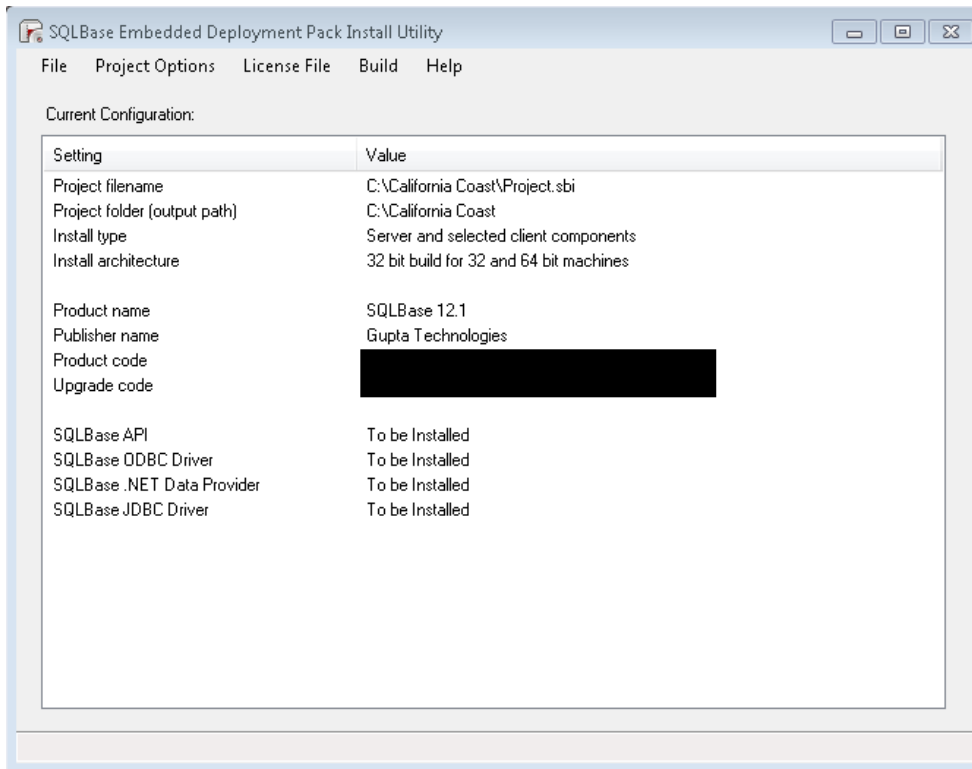 SQLBase Embedded Deployment Pack Install Utility
File Project Options License File Build Help
Current Configuration:
Setting Value
Project filename C:\California Coast\Project.sbi
Project folder (output path) C:\California Coast
Install type Server and selected client components
Install architecture 32 bit build for 32 and 64 bit machines
Product name SQLBase 12.1
Publisher name Gupta Technologies
Product code
Upgrade code
SQLBase API To be Installed
SQLBase ODBC Driver To be Installed
SQLBase .NET Data Provider To be Installed
SQLBase JDBC Driver To be Installed